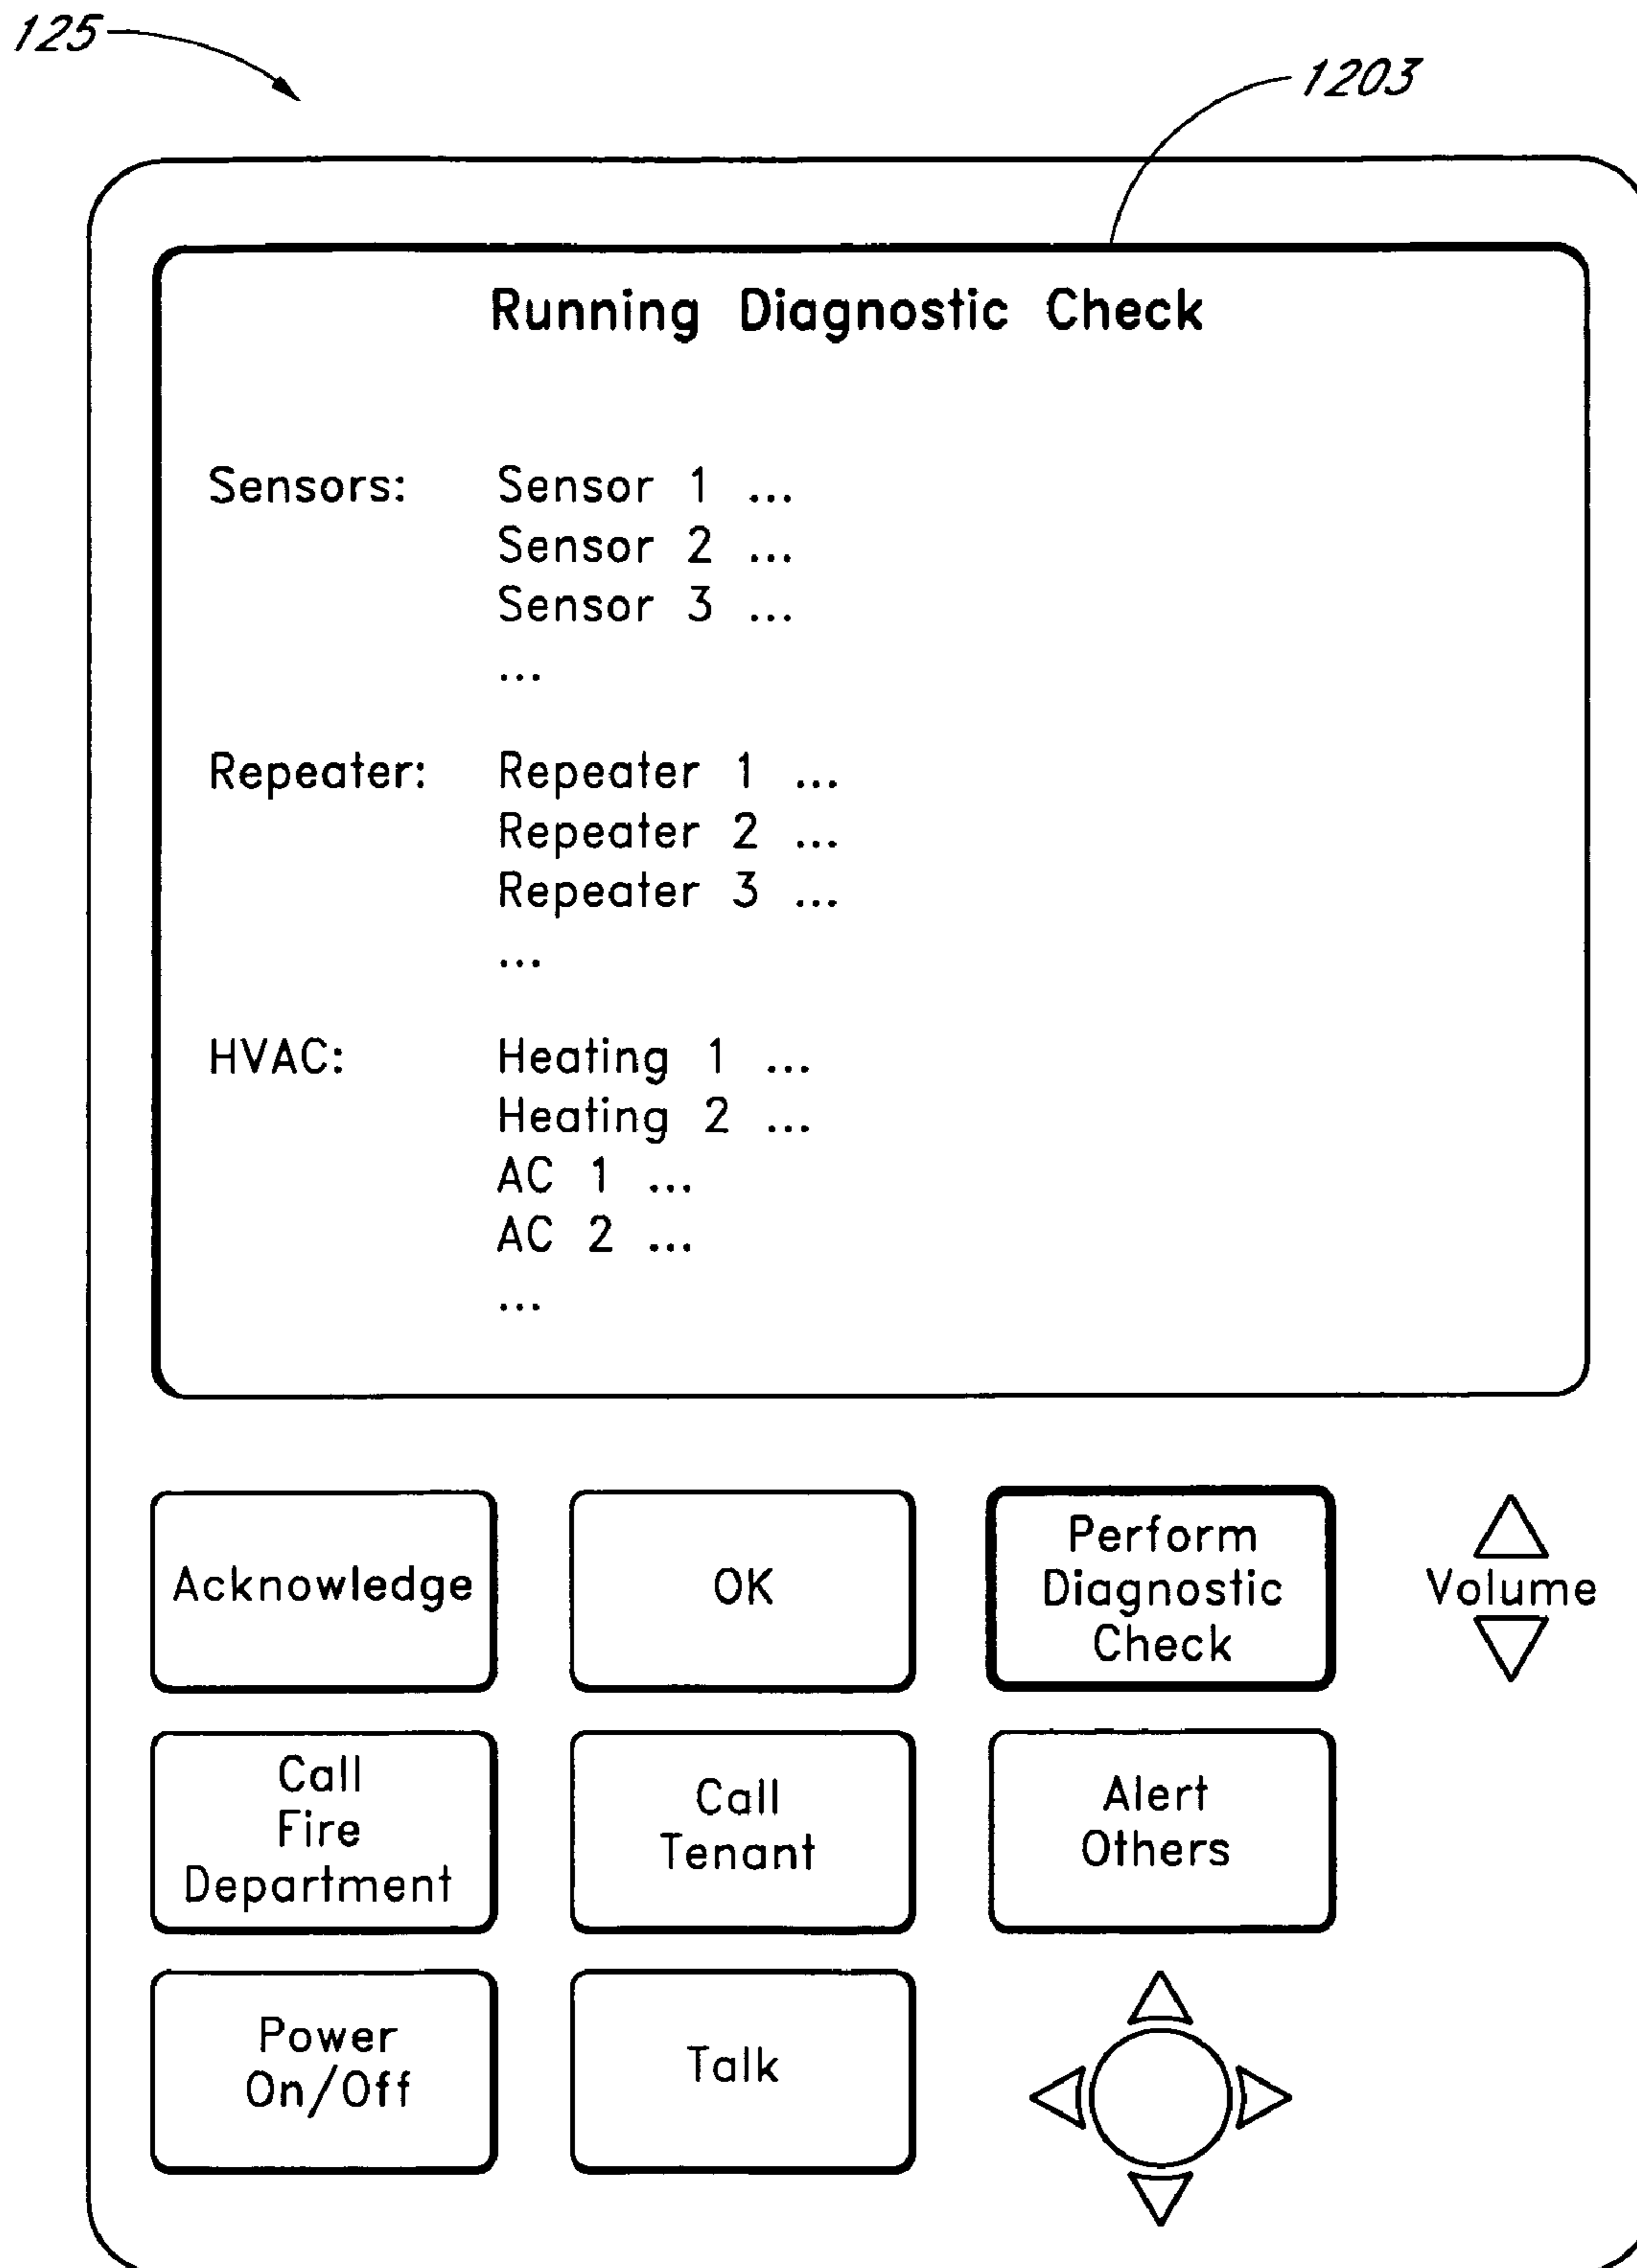 125
1203
Running Diagnostic Check
Sensors: Sensor 1 ...
Sensor 2 ...
Sensor 3 ...
...
Repeater: Repeater 1 ...
Repeater 2 ...
Repeater 3 ...
...
HVAC: Heating 1 ...
Heating 2 ...
AC 1 ...
AC 2 ...
...
Acknowledge
OK
Perform
Diagnostic
Check
Volume
Call
Fire
Department
Call
Tenant
Alert
Others
Power
On/Off
Talk